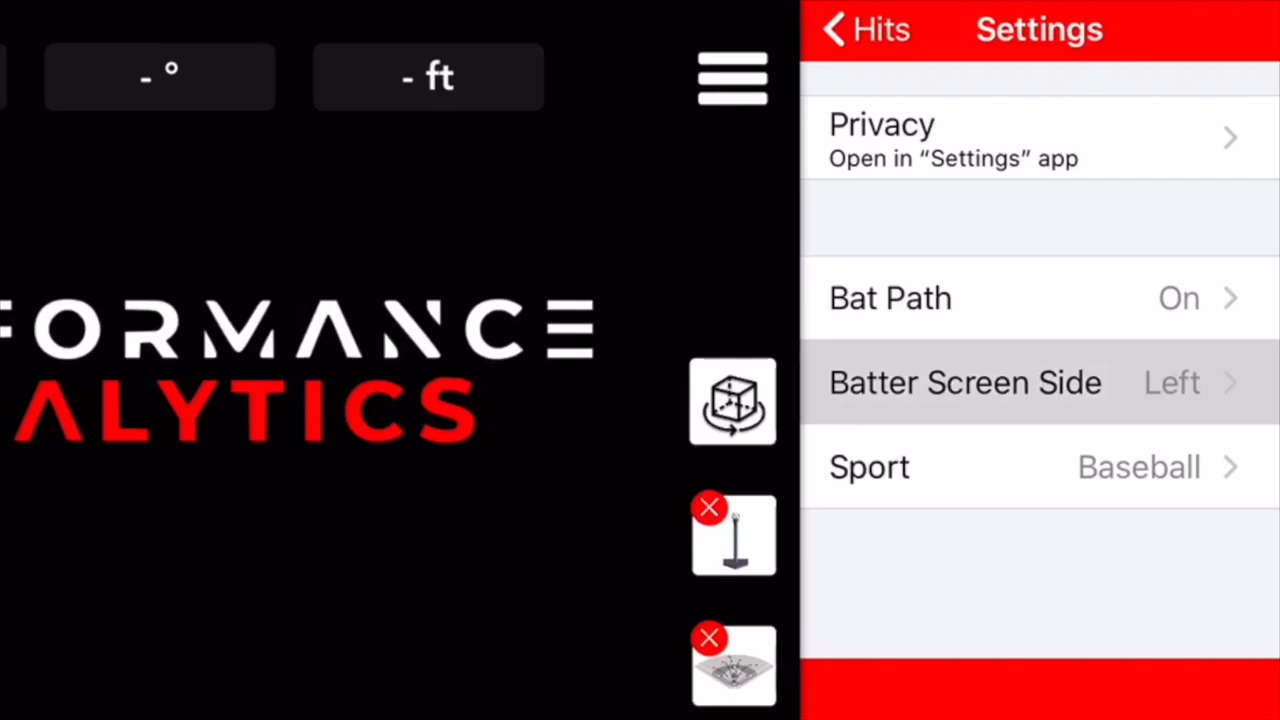 - °
- ft
FORMANCE
ALYTICS
Hits
Settings
Privacy
Open in “Settings” app
Bat Path On
Batter Screen Side Left
Sport Baseball